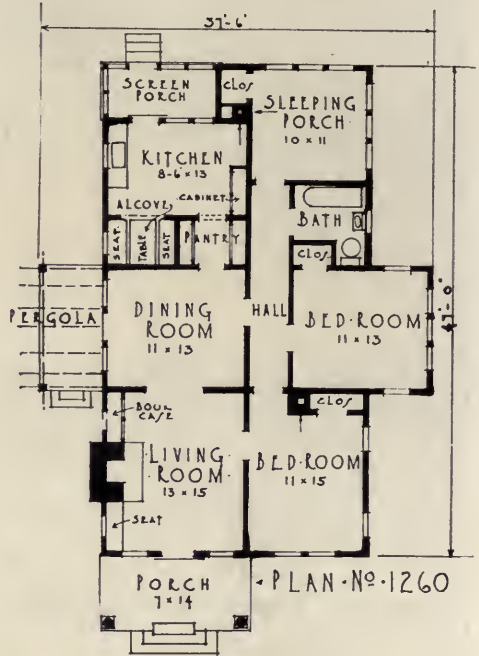 37'-6"
SCREEN
PORCH
CLOS
SLEEPING
PORCH
10 x 11
KITCHEN
8-6 x 13
CABINET
ALCOVE
SEAT
TABLE
SEAT
PANTRY
BATH
CLOS
PERGOLA
DINING
ROOM
11 x 13
HALL
BED·ROOM
11 x 13
BOOK
CASE
CLOS
LIVING
ROOM
13 x 15
BED·ROOM
11 x 15
SEAT
PORCH
7 x 14
PLAN·Nº·1260